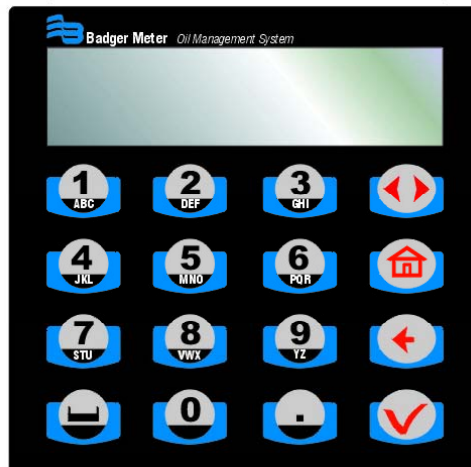 Badger Meter Oil Management System
1 2 3
ABC DEF GHI
4 5 6
JKL MNO PQR
7 8 9
STU VWX YZ
0 .